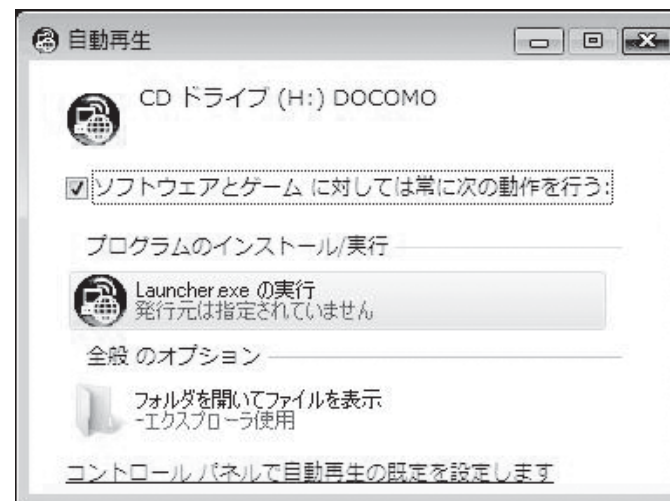 自動再生
CD ドライブ (H:) DOCOMO
ソフトウェアとゲーム に対しては常に次の動作を行う:
プログラムのインストール/実行
Launcher.exe の実行
発行元は指定されていません
全般 のオプション
フォルダを開いてファイルを表示
-エクスプローラ使用
コントロール パネルで自動再生の既定を設定します